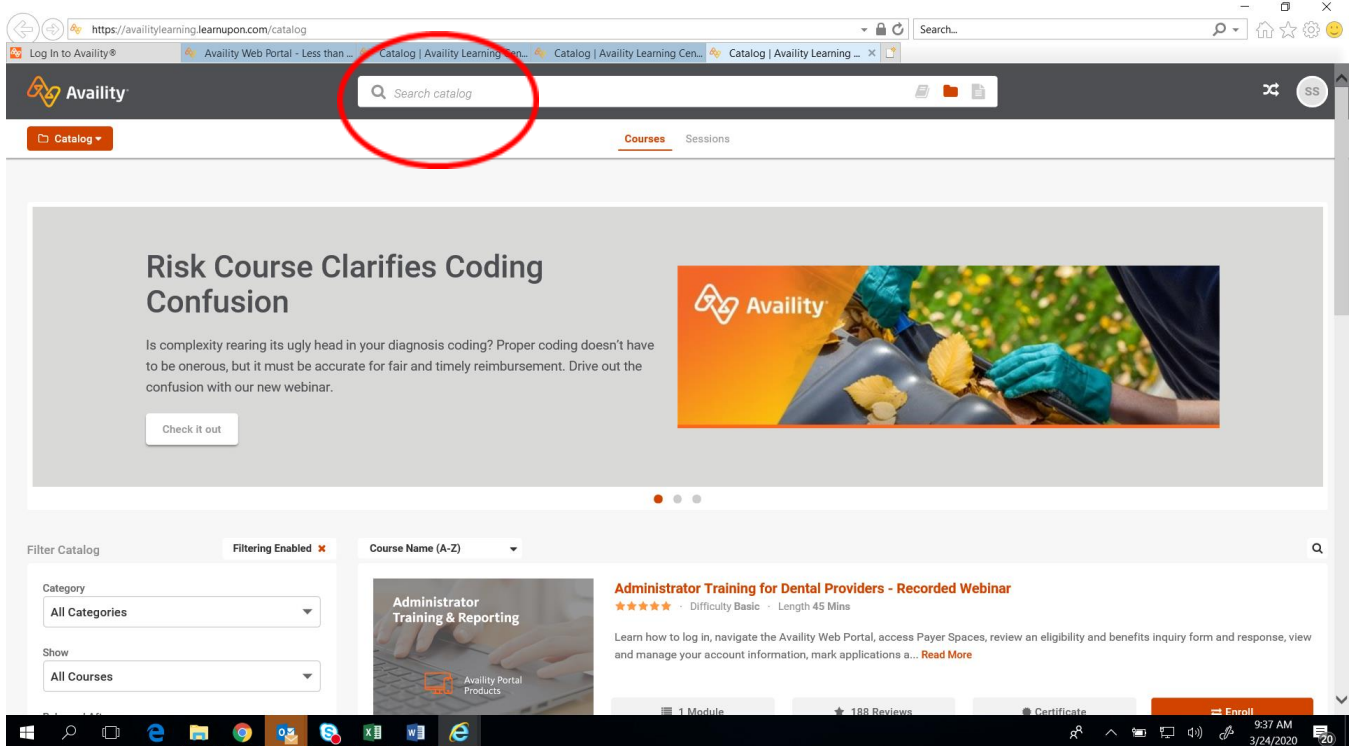 https://availitylearning.learnupon.com/catalog
Search...
Log In to Availity®
Availity Web Portal - Less than ...
Catalog | Availity Learning Cen...
Catalog | Availity Learning Cen...
Catalog | Availity Learning ...
Availity
Search catalog
SS
Catalog
Courses
Sessions
Risk Course Clarifies Coding
Confusion
Is complexity rearing its ugly head in your diagnosis coding? Proper coding doesn't have
to be onerous, but it must be accurate for fair and timely reimbursement. Drive out the
confusion with our new webinar.
Check it out
Availity
Filter Catalog
Filtering Enabled
Course Name (A-Z)
Category
All Categories
Show
All Courses
Administrator
Training & Reporting
Availity Portal
Products
Administrator Training for Dental Providers - Recorded Webinar
· Difficulty Basic · Length 45 Mins
Learn how to log in, navigate the Availity Web Portal, access Payer Spaces, review an eligibility and benefits inquiry form and response, view
and manage your account information, mark applications a... Read More
1 Module
188 Reviews
Certificate
Enroll
9:37 AM
3/24/2020
20